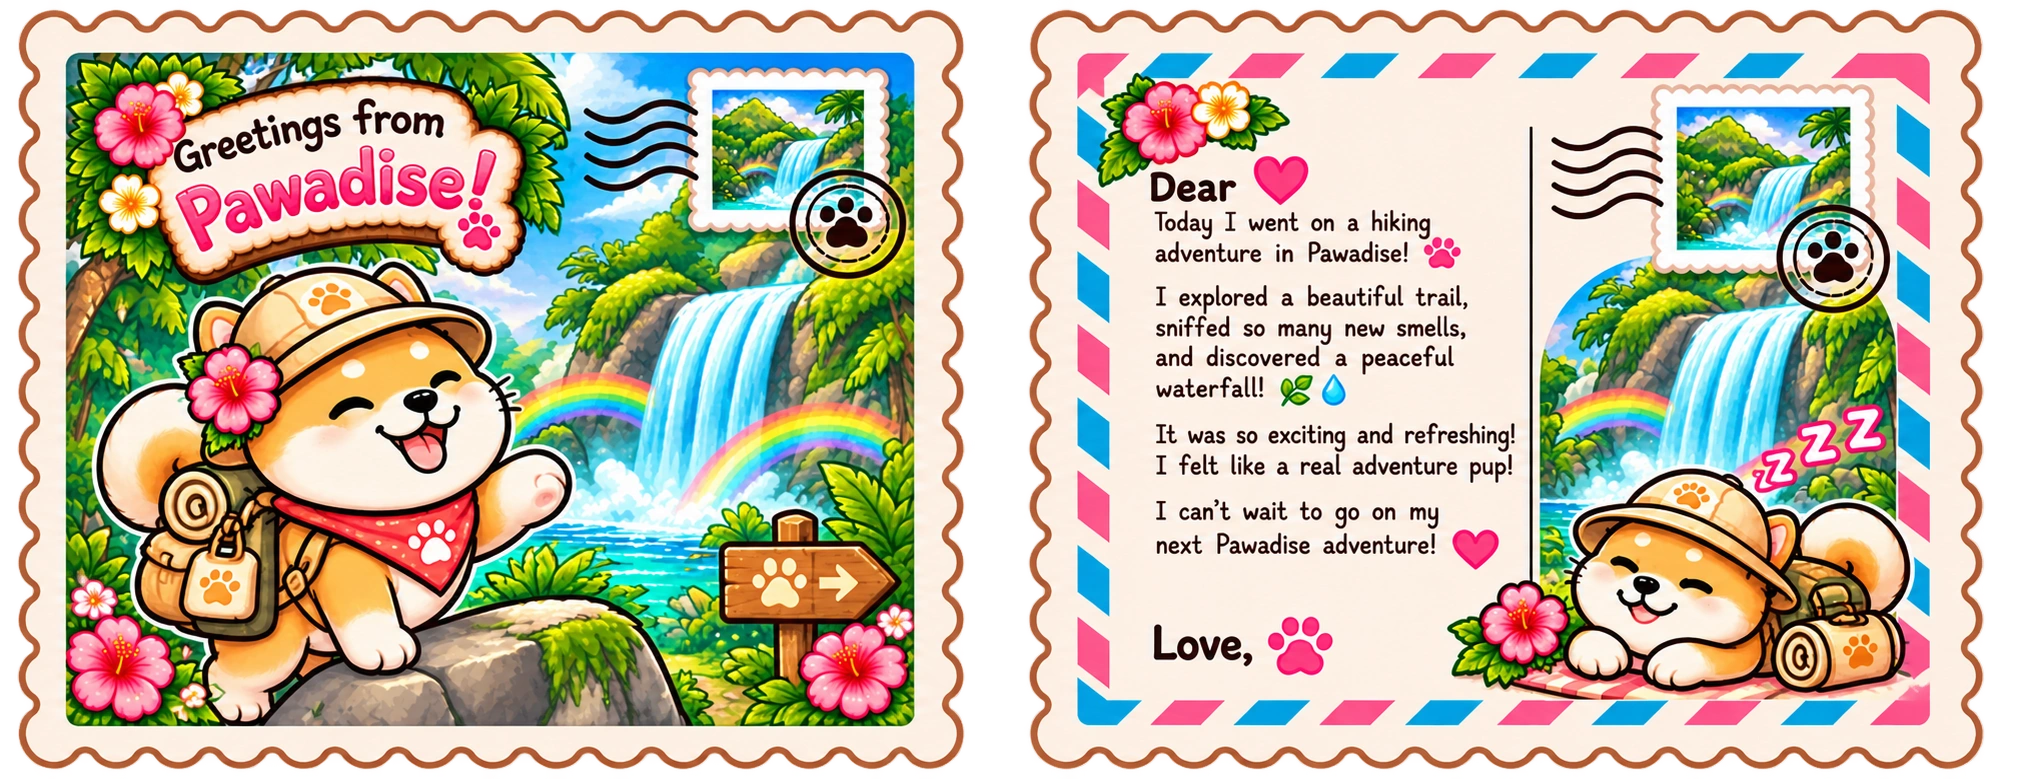 Greetings from
Pawadise!
Dear
Today I went on a hiking
adventure in Pawadise!
I explored a beautiful trail,
sniffed so many new smells,
and discovered a peaceful
waterfall!
It was so exciting and refreshing!
I felt like a real adventure pup!
I can't wait to go on my
next Pawadise adventure!
Love,
zzZZ